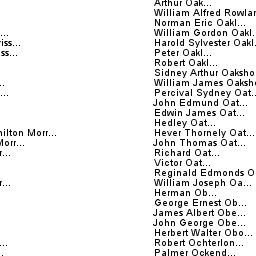 Arthur Oak...
William Alfred Rowlan
Norman Eric Oakl...
... William Gordon Oakl.
iss... Harold Sylvester Oakl.
ss... Peter Oakl...
Robert Oakl...
Sidney Arthur Oaksho
.. William James Oaksho
... Percival Sydney Oat..
John Edmund Oat...
Edwin James Oat...
Hedley Oat...
nilton Morr... Hever Thornely Oat...
Morr... John Thomas Oat...
r... Richard Oat...
Victor Oat...
Reginald Edmonds O
r... William Joseph Oa...
Herman Ob...
George Ernest Ob...
James Albert Obe...
John George Obe...
Herbert Walter Obo...
... Robert Ochterlon...
.. Palmer Ockend...